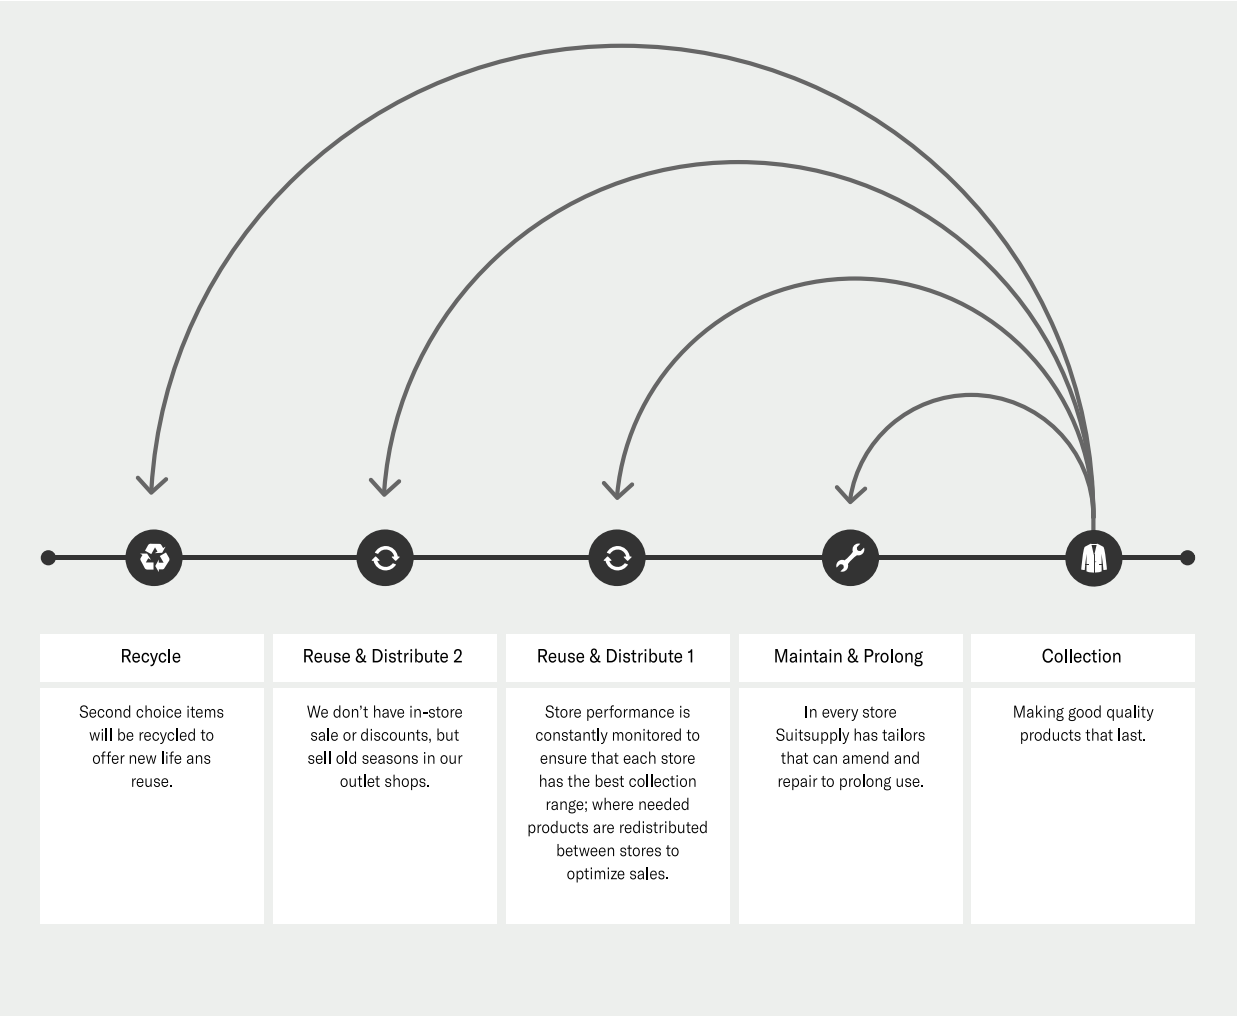 Recycle
Second choice items
will be recycled to
offer new life ans
reuse.
Reuse & Distribute 2
We don't have in-store
sale or discounts, but
sell old seasons in our
outlet shops.
Reuse & Distribute 1
Store performance is
constantly monitored to
ensure that each store
has the best collection
range; where needed
products are redistributed
between stores to
optimize sales.
Maintain & Prolong
In every store
Suitsupply has tailors
that can amend and
repair to prolong use.
Collection
Making good quality
products that last.